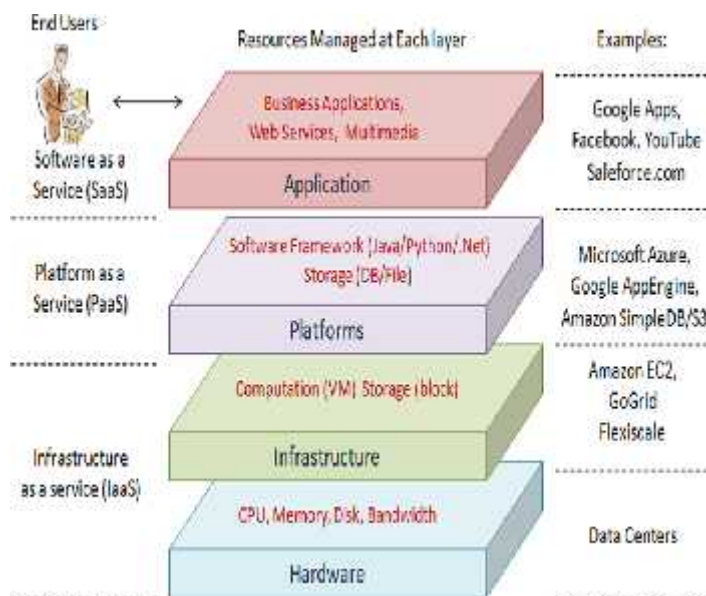 End Users
Resources Managed at Each layer
Examples:
Business Applications,
Web Services, Multimedia
Application
Software as a
Service (SaaS)
Google Apps,
Facebook, YouTube
Saleforce.com
Software Framework (Java/Python/.Net)
Storage (DB/File)
Platforms
Platform as a
Service (PaaS)
Microsoft Azure,
Google AppEngine,
Amazon SimpleDB/S3
Computation (VM) Storage (block)
Infrastructure
Amazon EC2,
GoGrid
Flexiscale
Infrastructure
as a service (IaaS)
CPU, Memory, Disk, Bandwidth
Hardware
Data Centers